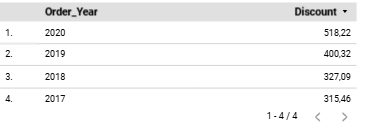 Order_Year Discount
1. 2020 518,22
2. 2019 400,32
3. 2018 327,09
4. 2017 315,46
1 - 4 / 4